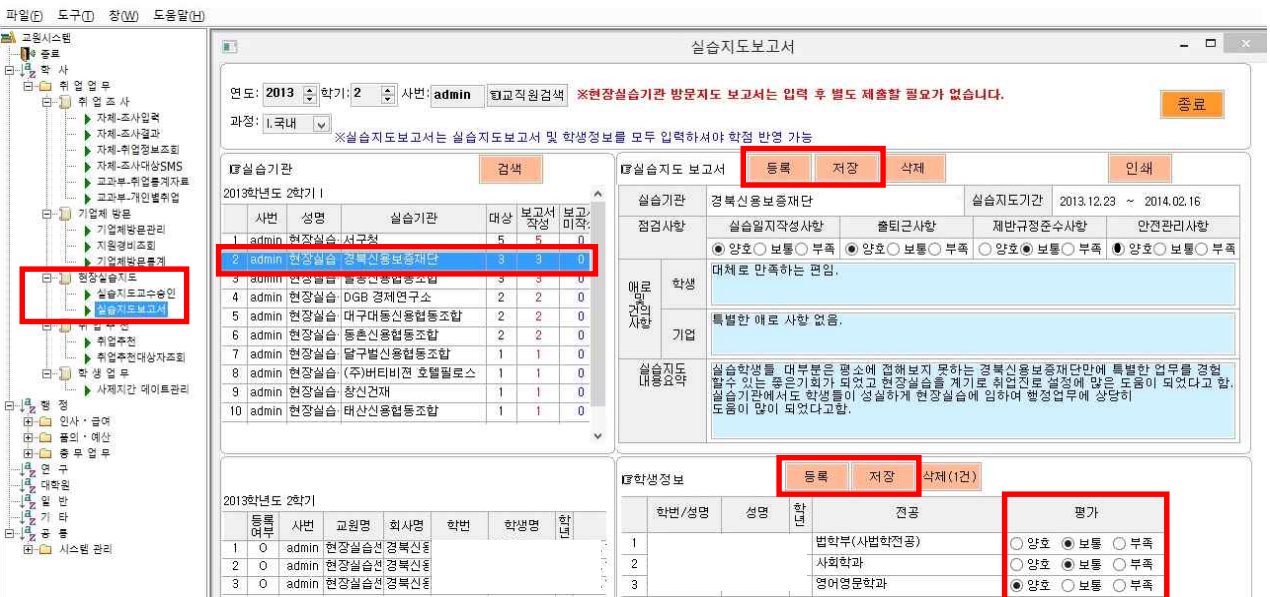 파일(F) 도구(T) 창(W) 도움말(H)
교원시스템
종료
학 사
취 업 업 무
취 업 조 사
자체-조사입력
자체-조사결과
자체-취업정보조회
자체-조사대상SMS
교과부-취업통계자료
교과부-개인별취업
기업체 방문
기업체방문관리
지원경비조회
기업체방문통계
현장실습지도
실습지도교수승인
실습지도보고서
취 업 추 천
취업추천
취업추천대상자조회
학 생 업 무
사제지간 데이트관리
행 정
인사·급여
품의·예산
총 무 업 무
연 구
대학원
일 반
기 타
공 통
시스템 관리
실습지도보고서
연도: 2013 학기: 2 사번: admin ☜교직원검색 ※현장실습기관 방문지도 보고서는 입력 후 별도 제출할 필요가 없습니다.
종료
과정: I.국내
※실습지도보고서는 실습지도보고서 및 학생정보를 모두 입력하셔야 학점 반영 가능
☞실습기관 검색
2013학년도 2학기 I
사번 성명 실습기관 대상 보고서작성 보고서미작
1 admin 현장실습 서구청 5 5 0
2 admin 현장실습 경북신용보증재단 3 3 0
3 admin 현장실습 신용협동조합 3 3 0
4 admin 현장실습 DGB 경제연구소 2 2 0
5 admin 현장실습 대구대동신용협동조합 2 2 0
6 admin 현장실습 동촌신용협동조합 2 2 0
7 admin 현장실습 달구벌신용협동조합 1 1 0
8 admin 현장실습 (주)버티비젼 호텔필로스 1 1 0
9 admin 현장실습 창신건재 1 1 0
10 admin 현장실습 태산신용협동조합 1 1 0
☞실습지도 보고서 등록 저장 삭제 인쇄
실습기관 경북신용보증재단 실습지도기간 2013.12.23 ~ 2014.02.16
점검사항 실습일지작성사항 출퇴근사항 제반규정준수사항 안전관리사항
양호 보통 부족 양호 보통 부족 양호 보통 부족 양호 보통 부족
애로 및 건의 사항
학생 대체로 만족하는 편임.
기업 특별한 애로 사항 없음.
실습지도 내용요약
실습학생들 대부분은 평소에 접해보지 못하는 경북신용보증재단만에 특별한 업무를 경험
할수 있는 좋은기회가 되었고 현장실습을 계기로 취업진로 설정에 많은 도움이 되었다고 함.
실습기관에서도 학생들이 성실하게 현장실습에 임하여 행정업무에 상당히
도움이 많이 되었다고함.
2013학년도 2학기
등록여부 사번 교원명 회사명 학번 학생명 학년
1 O admin 현장실습센 경북신용
2 O admin 현장실습센 경북신용
3 O admin 현장실습센 경북신용
☞학생정보 등록 저장 삭제(1건)
학번/성명 성명 학년 전공 평가
1 법학부(사법학전공) 양호 보통 부족
2 사회학과 양호 보통 부족
3 영어영문학과 양호 보통 부족